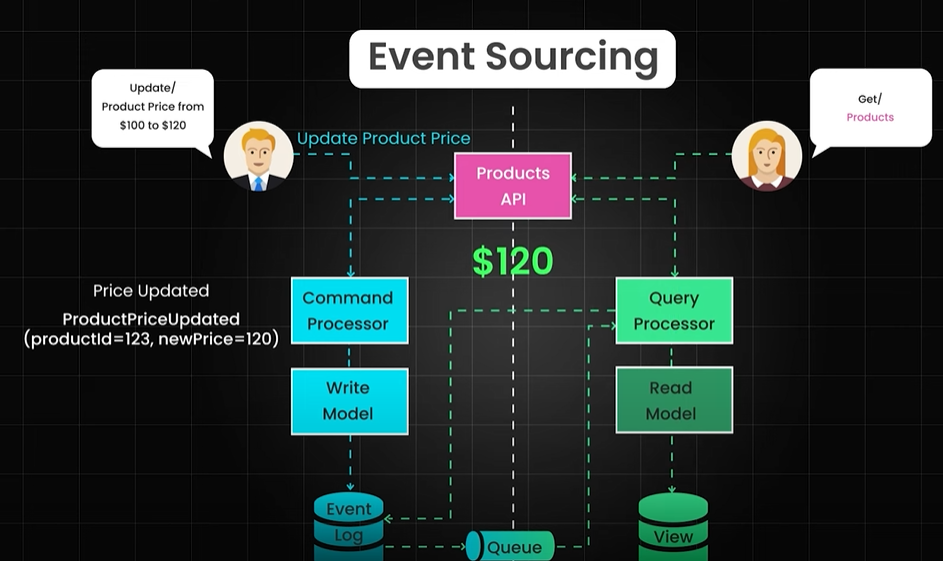 Event Sourcing
Update/
Product Price from
$100 to $120
Get/
Products
Update Product Price
Products
API
$120
Price Updated
ProductPriceUpdated
(productId=123, newPrice=120)
Command
Processor
Query
Processor
Write
Model
Read
Model
Event
Log
Queue
View